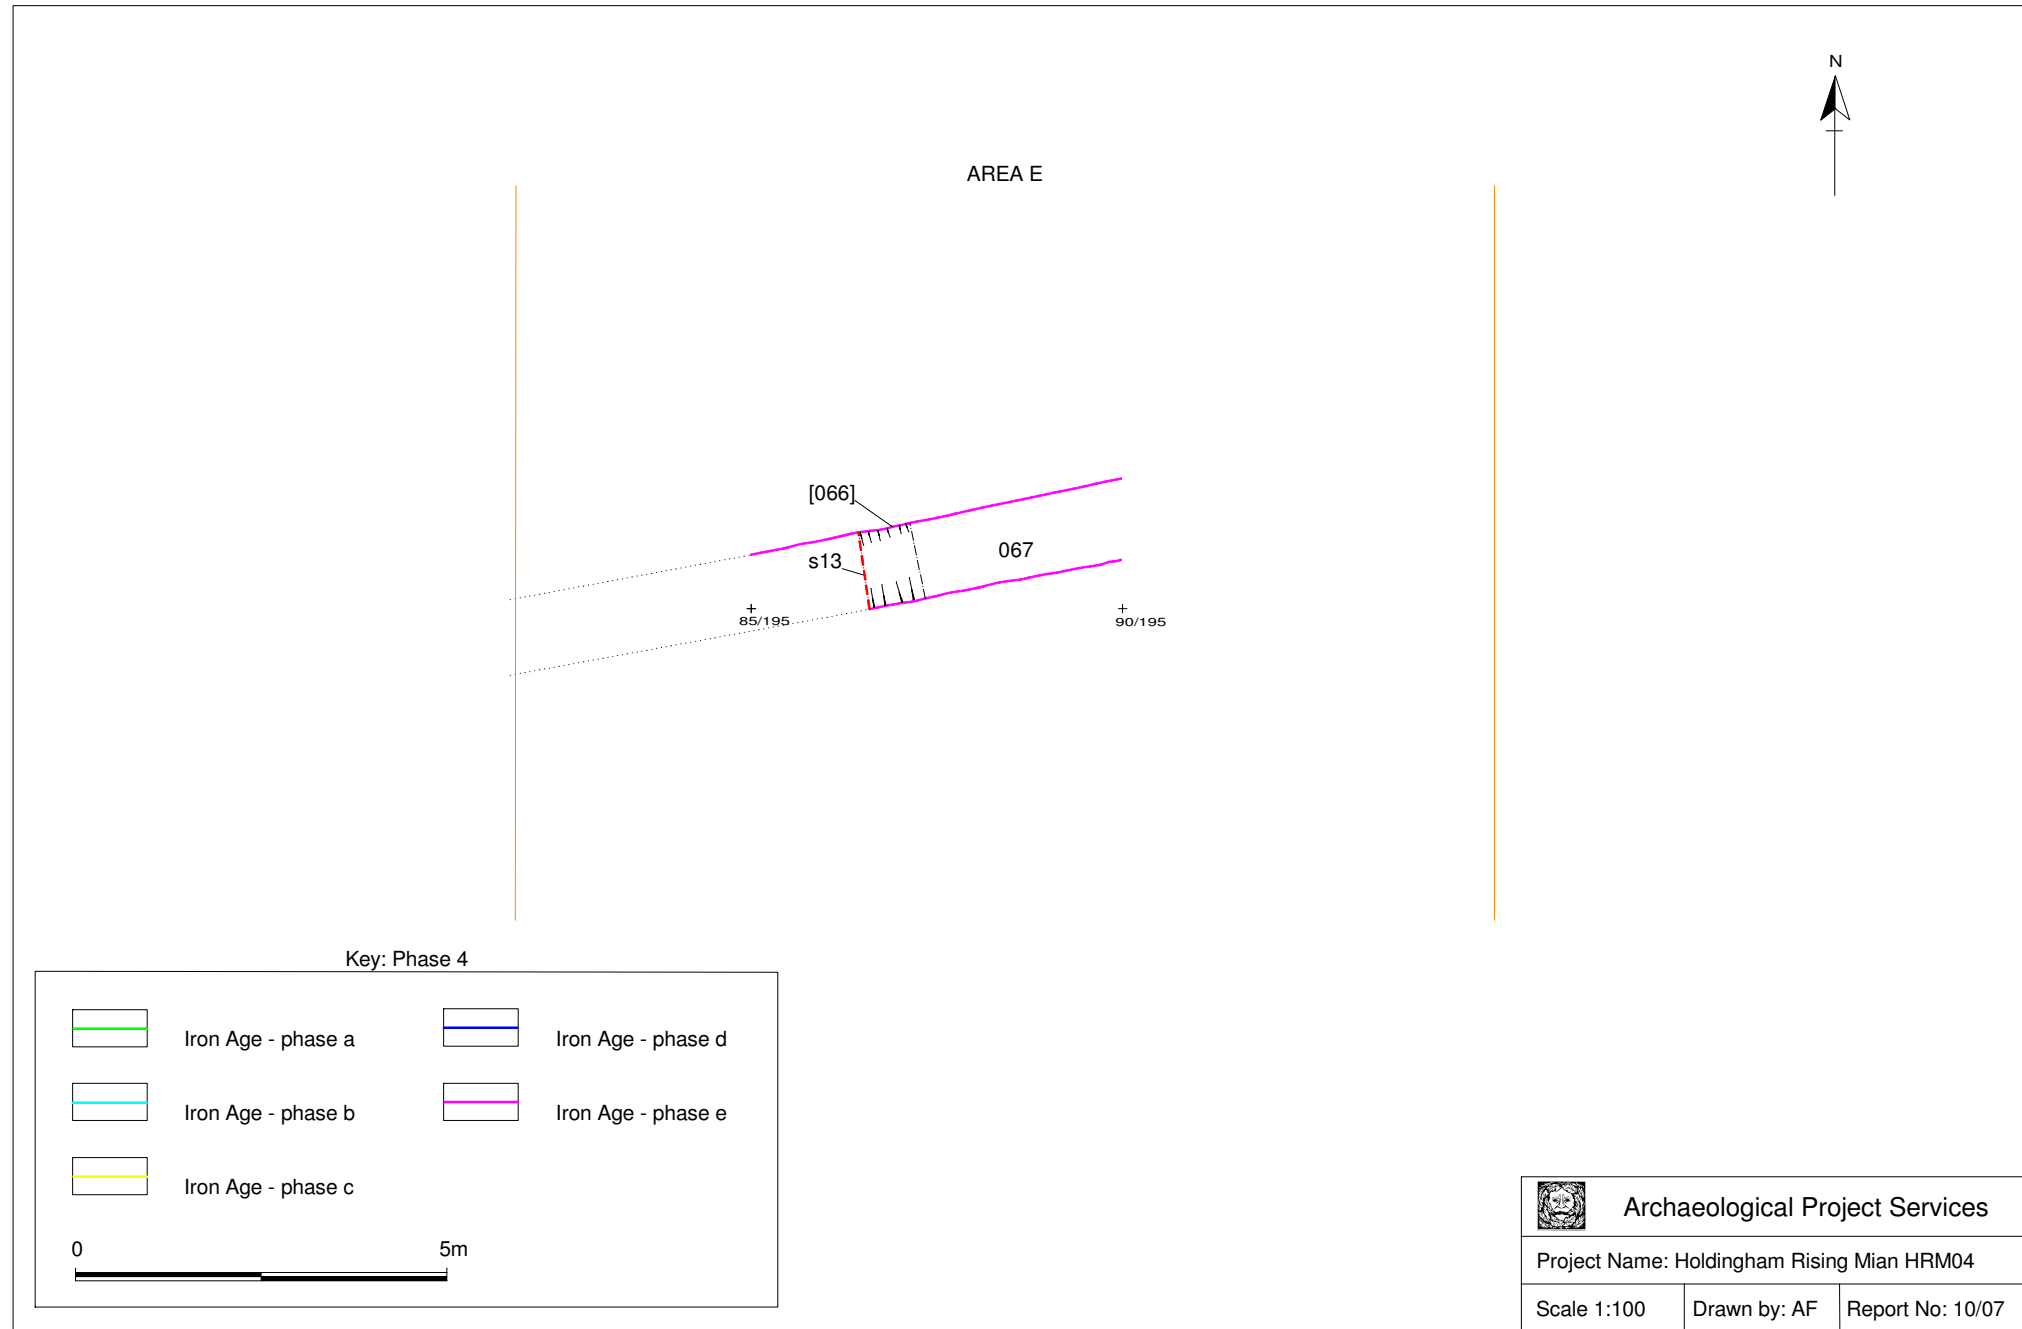 N
AREA E
[066]
s13
067
85/195
90/195
Key: Phase 4
Iron Age - phase a
Iron Age - phase d
Iron Age - phase b
Iron Age - phase e
Iron Age - phase c
0 5m
Archaeological Project Services
Project Name: Holdingham Rising Mian HRM04
Scale 1:100
Drawn by: AF
Report No: 10/07